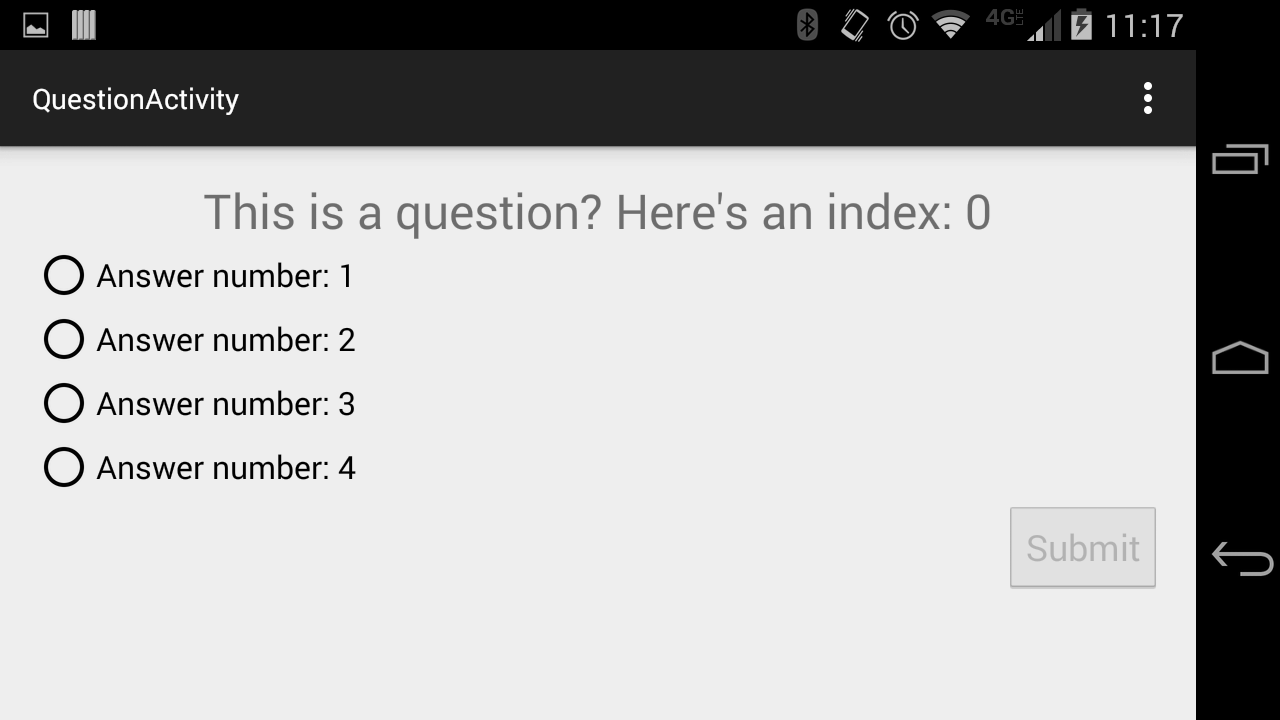 4G LTE 11:17
QuestionActivity
This is a question? Here's an index: 0
Answer number: 1
Answer number: 2
Answer number: 3
Answer number: 4
Submit